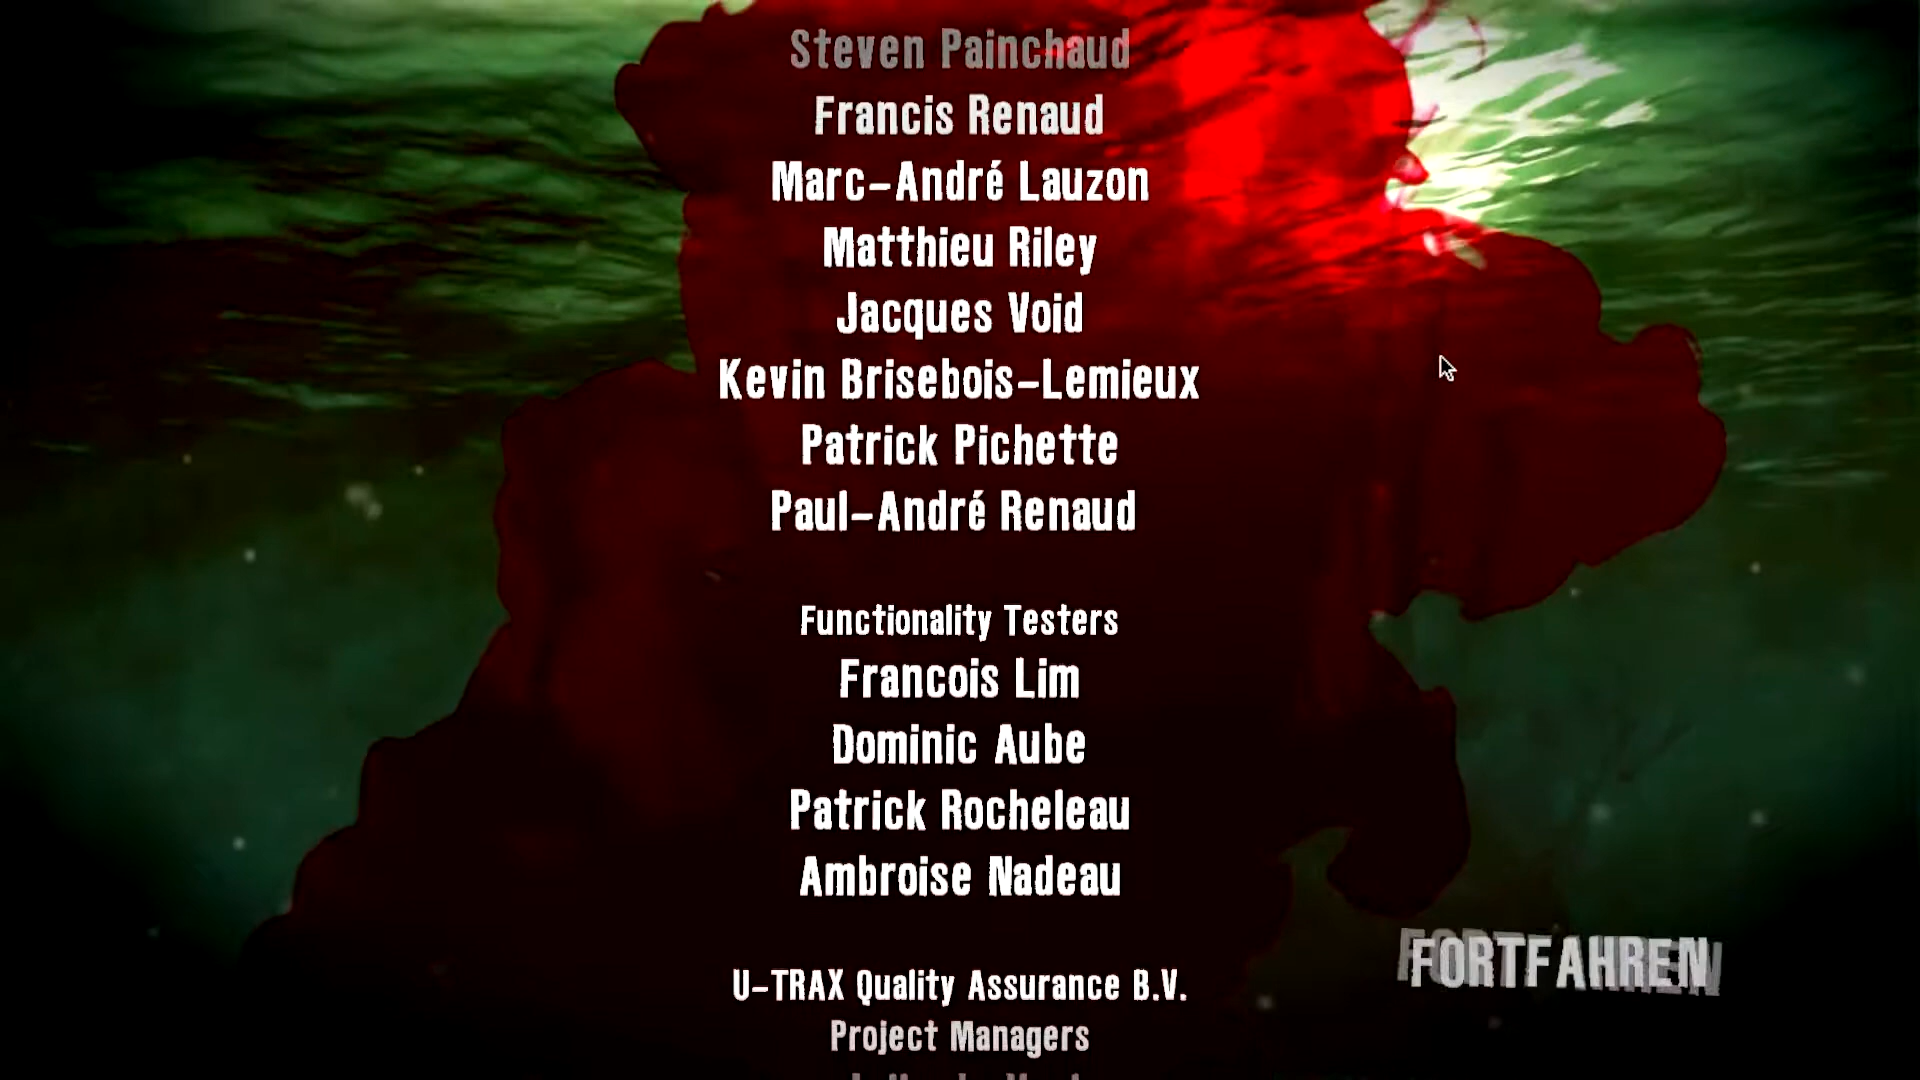 Steven Painchaud
Francis Renaud
Marc-André Lauzon
Matthieu Riley
Jacques Void
Kevin Brisebois-Lemieux
Patrick Pichette
Paul-André Renaud
Functionality Testers
Francois Lim
Dominic Aube
Patrick Rocheleau
Ambroise Nadeau
FORTFAHREN
U-TRAX Quality Assurance B.V.
Project Managers